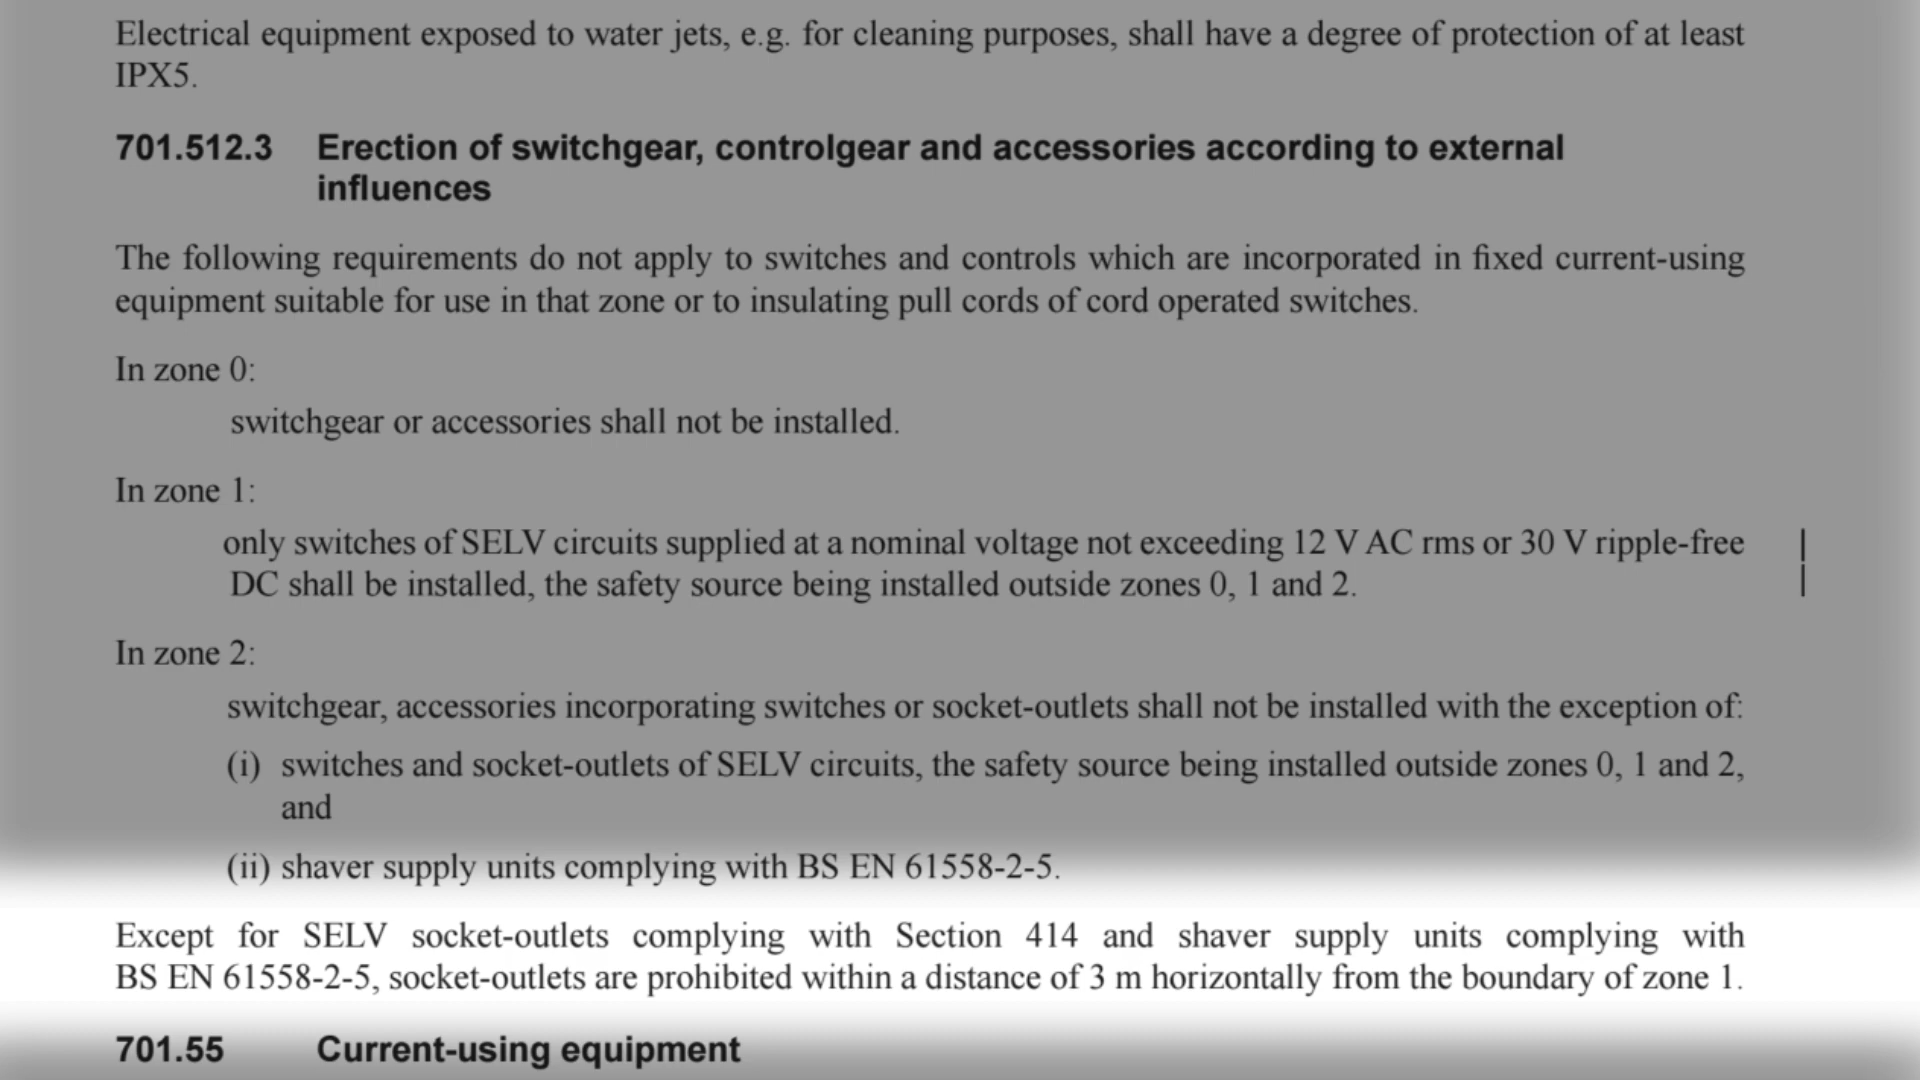 Electrical equipment exposed to water jets, e.g. for cleaning purposes, shall have a degree of protection of at least
IPX5.
701.512.3 Erection of switchgear, controlgear and accessories according to external
influences
The following requirements do not apply to switches and controls which are incorporated in fixed current-using
equipment suitable for use in that zone or to insulating pull cords of cord operated switches.
In zone 0:
switchgear or accessories shall not be installed.
In zone 1:
only switches of SELV circuits supplied at a nominal voltage not exceeding 12 V AC rms or 30 V ripple-free
DC shall be installed, the safety source being installed outside zones 0, 1 and 2.
In zone 2:
switchgear, accessories incorporating switches or socket-outlets shall not be installed with the exception of:
(i) switches and socket-outlets of SELV circuits, the safety source being installed outside zones 0, 1 and 2,
and
(ii) shaver supply units complying with BS EN 61558-2-5.
Except for SELV socket-outlets complying with Section 414 and shaver supply units complying with
BS EN 61558-2-5, socket-outlets are prohibited within a distance of 3 m horizontally from the boundary of zone 1.
701.55 Current-using equipment